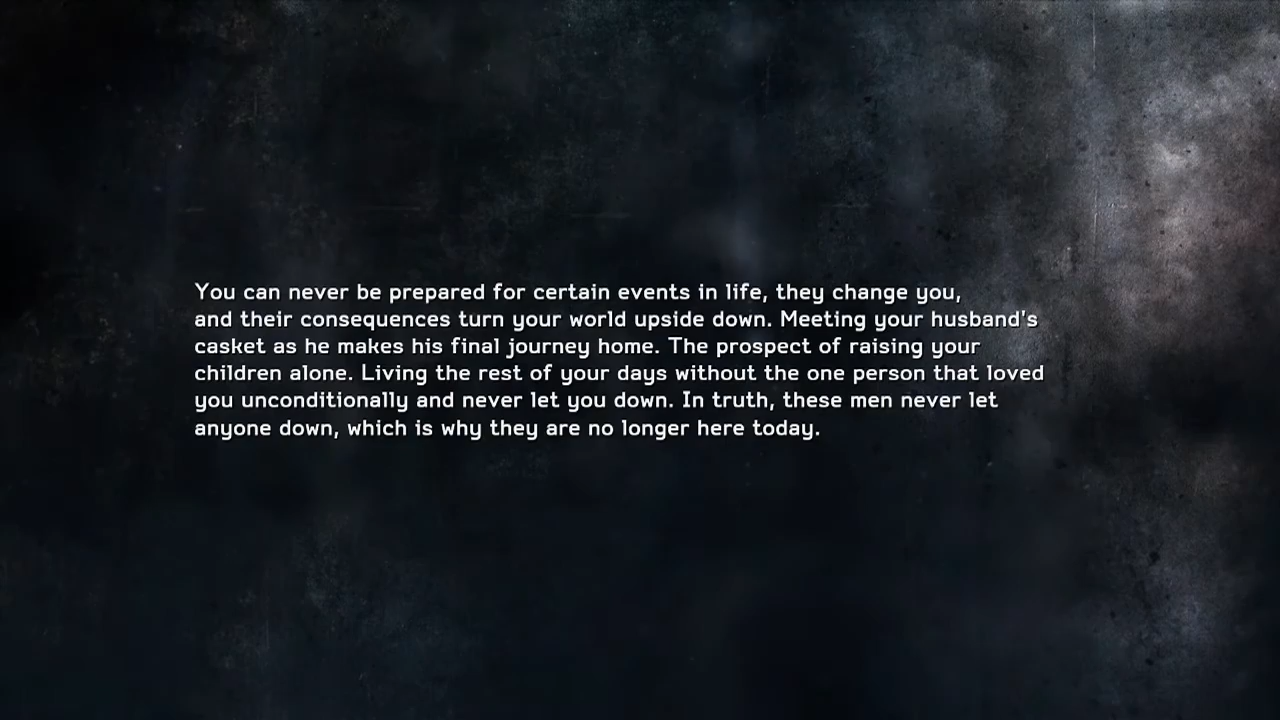 You can never be prepared for certain events in life, they change you,
and their consequences turn your world upside down. Meeting your husband's
casket as he makes his final journey home. The prospect of raising your
children alone. Living the rest of your days without the one person that loved
you unconditionally and never let you down. In truth, these men never let
anyone down, which is why they are no longer here today.